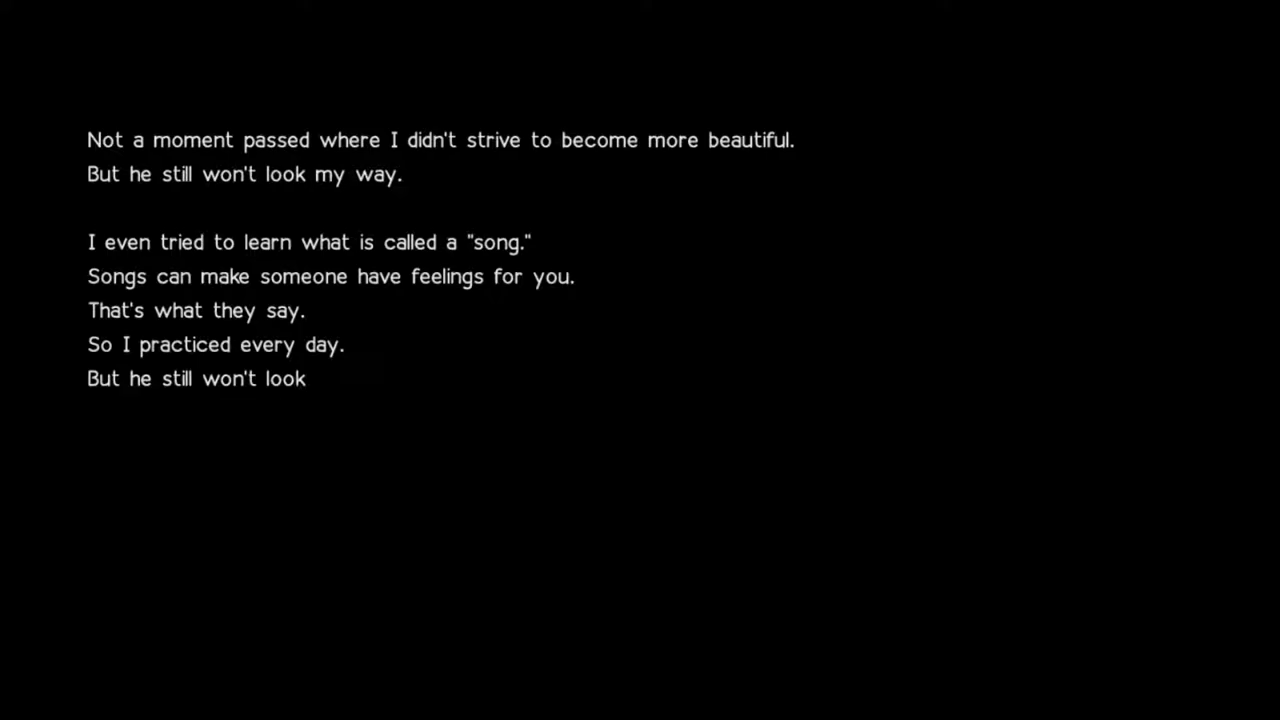 Not a moment passed where I didn't strive to become more beautiful.
But he still won't look my way.
I even tried to learn what is called a "song."
Songs can make someone have feelings for you.
That's what they say.
So I practiced every day.
But he still won't look